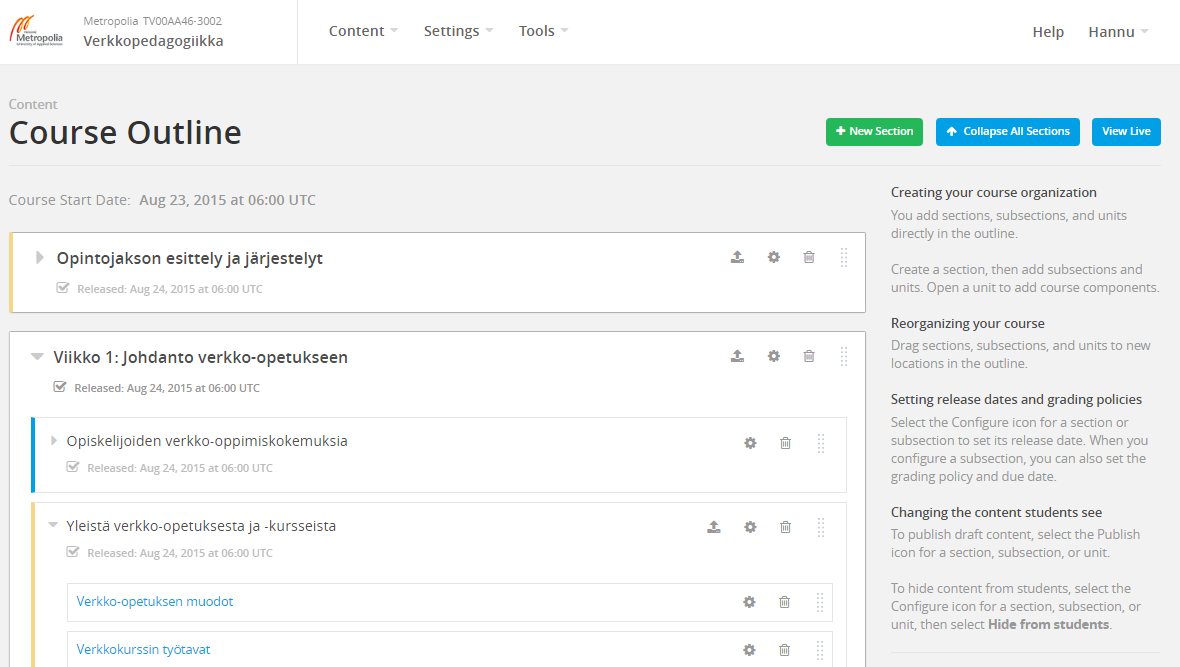 Metropolia
Metropolia TV00AA46-3002
Verkkopedagogiikka
Content
Settings
Tools
Help
Hannu
Content
Course Outline
New Section
Collapse All Sections
View Live
Course Start Date: Aug 23, 2015 at 06:00 UTC
Opintojakson esittely ja järjestelyt
Released: Aug 24, 2015 at 06:00 UTC
Viikko 1: Johdanto verkko-opetukseen
Released: Aug 24, 2015 at 06:00 UTC
Opiskelijoiden verkko-oppimiskokemuksia
Released: Aug 24, 2015 at 06:00 UTC
Yleistä verkko-opetuksesta ja -kursseista
Released: Aug 24, 2015 at 06:00 UTC
Verkko-opetuksen muodot
Verkkokurssin työtavat
Creating your course organization
You add sections, subsections, and units
directly in the outline.
Create a section, then add subsections and
units. Open a unit to add course components.
Reorganizing your course
Drag sections, subsections, and units to new
locations in the outline.
Setting release dates and grading policies
Select the Configure icon for a section or
subsection to set its release date. When you
configure a subsection, you can also set the
grading policy and due date.
Changing the content students see
To publish draft content, select the Publish
icon for a section, subsection, or unit.
To hide content from students, select the
Configure icon for a section, subsection, or
unit, then select Hide from students.